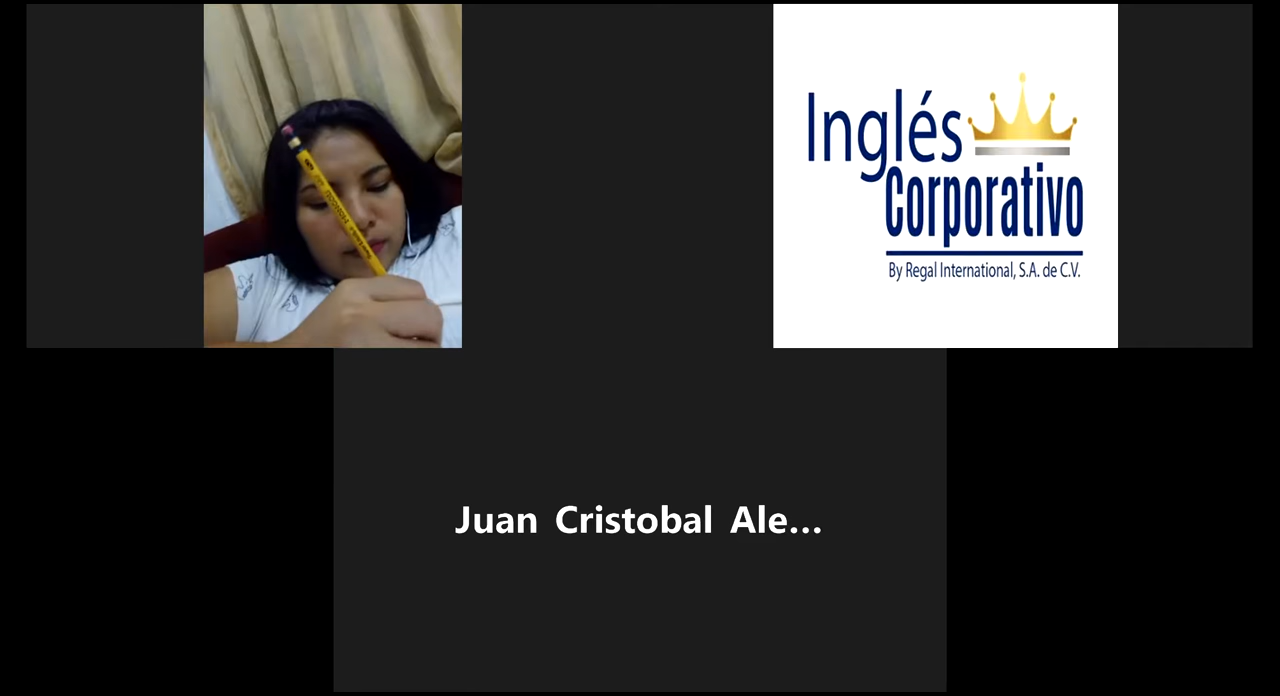 Inglés
Corporativo
By Regal International, S.A. de C.V.
Juan Cristobal Ale...